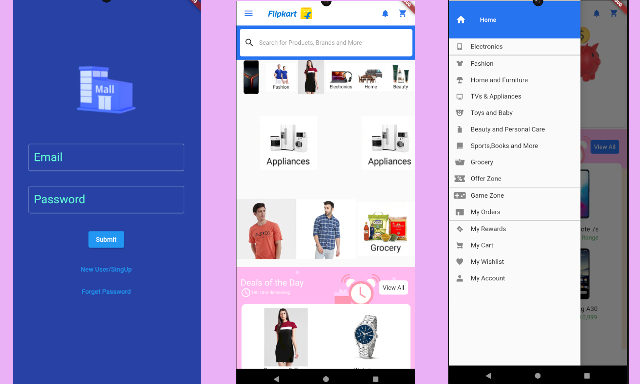 Mall
Email
Password
Submit
New User/SingUp
Forget Password
Flipkart
Search for Products, Brands and More
Fashion
Electronics
Home
Beauty
Appliances
Appliances
Grocery
Deals of the Day
View All
Home
Electronics
Fashion
Home and Furniture
TVs & Appliances
Toys and Baby
Beauty and Personal Care
Sports,Books and More
Grocery
Offer Zone
Game Zone
My Orders
My Rewards
My Cart
My Wishlist
My Account
View All
A30